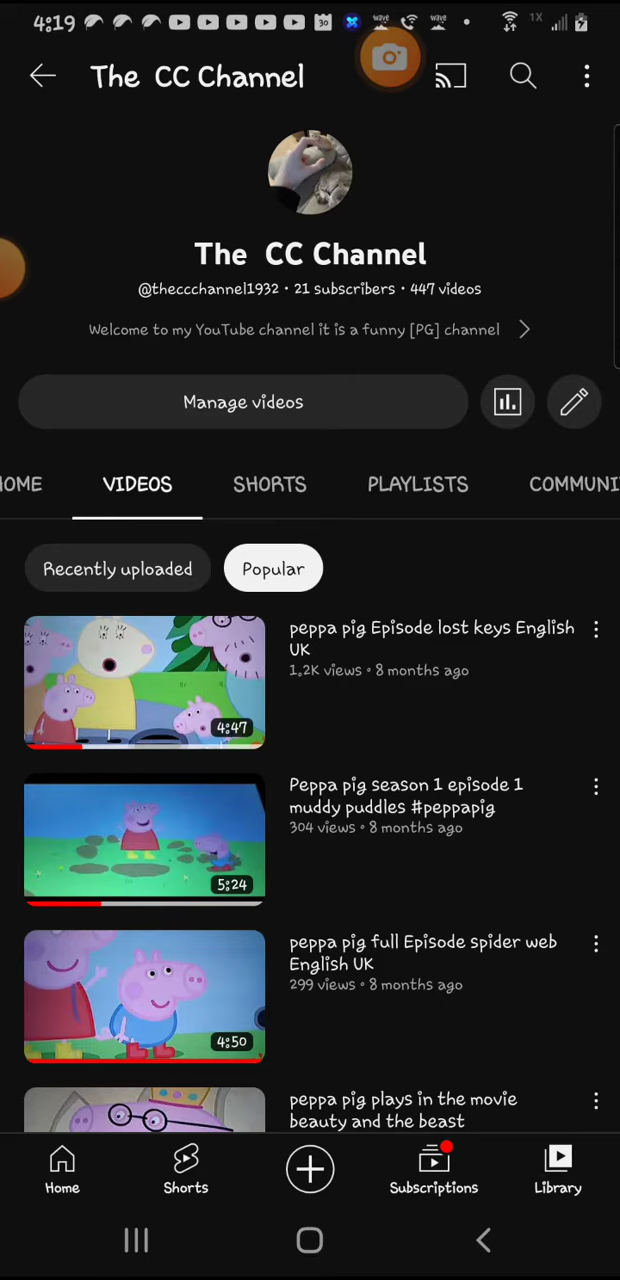 4:19
30
wave
wave
1X
The CC Channel
The CC Channel
@theccchannel1932 • 21 subscribers • 447 videos
Welcome to my YouTube channel it is a funny [PG] channel
Manage videos
HOME VIDEOS SHORTS PLAYLISTS COMMUNI
Recently uploaded Popular
peppa pig Episode lost keys English
UK
1,2K views • 8 months ago
4:47
Peppa pig season 1 episode 1
muddy puddles #peppapig
304 views • 8 months ago
5:24
peppa pig full Episode spider web
English UK
299 views • 8 months ago
4:50
peppa pig plays in the movie
beauty and the beast
Home Shorts Subscriptions Library